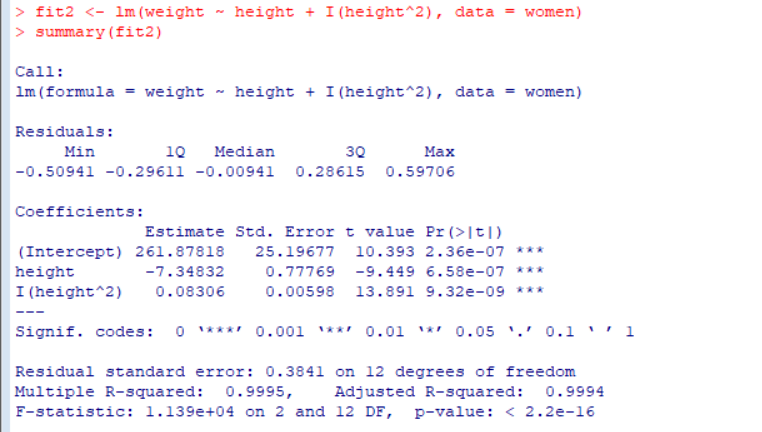 > fit2 <- lm(weight ~ height + I(height^2), data = women)
> summary(fit2)
Call:
lm(formula = weight ~ height + I(height^2), data = women)
Residuals:
     Min       1Q   Median       3Q      Max
-0.50941 -0.29611 -0.00941  0.28615  0.59706
Coefficients:
             Estimate Std. Error t value Pr(>|t|)
(Intercept) 261.87818   25.19677  10.393 2.36e-07 ***
height       -7.34832    0.77769  -9.449 6.58e-07 ***
I(height^2)   0.08306    0.00598  13.891 9.32e-09 ***
---
Signif. codes:  0 ‘***’ 0.001 ‘**’ 0.01 ‘*’ 0.05 ‘.’ 0.1 ‘ ’ 1
Residual standard error: 0.3841 on 12 degrees of freedom
Multiple R-squared:  0.9995,    Adjusted R-squared:  0.9994
F-statistic: 1.139e+04 on 2 and 12 DF,  p-value: < 2.2e-16